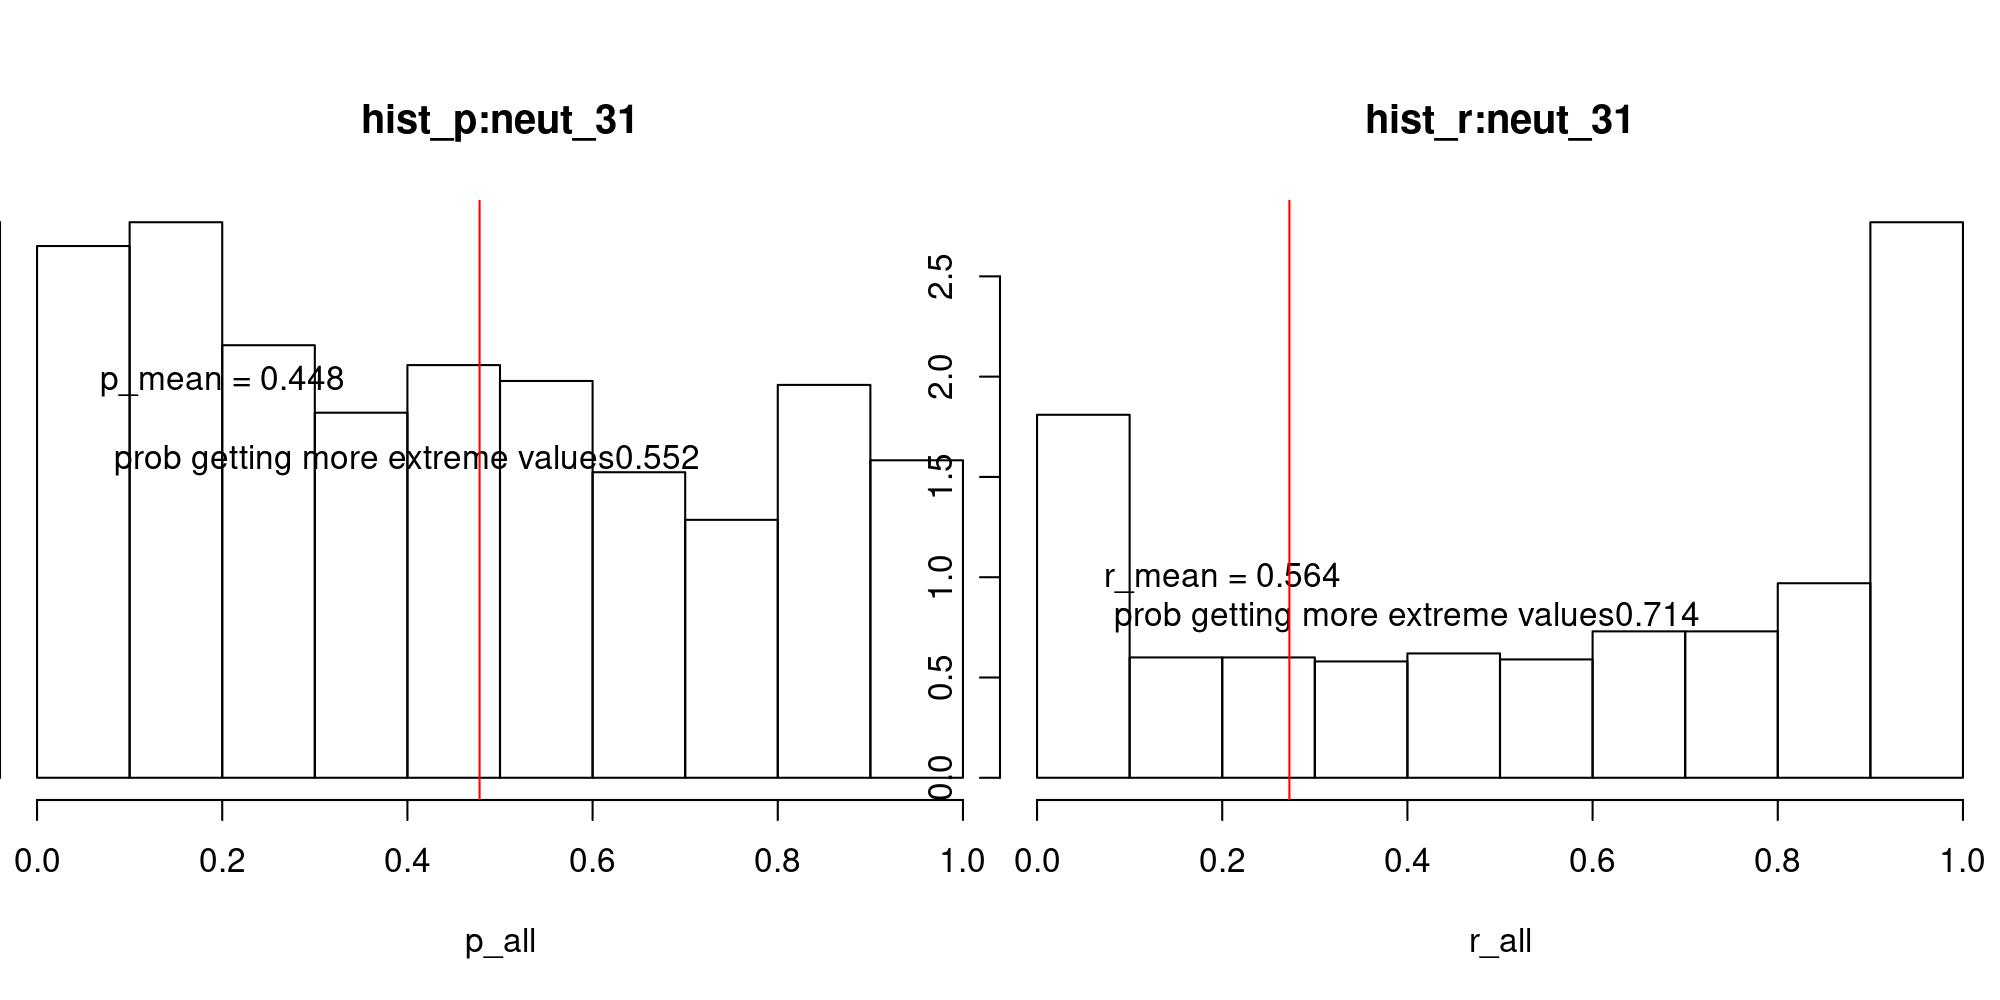 hist_p:neut_31
p_mean = 0.448
prob getting more extreme values0.552
0.0 0.2 0.4 0.6 0.8 1.0
p_all
hist_r:neut_31
2.5
2.0
1.5
1.0
0.5
0.0
r_mean = 0.564
prob getting more extreme values0.714
0.0 0.2 0.4 0.6 0.8 1.0
r_all